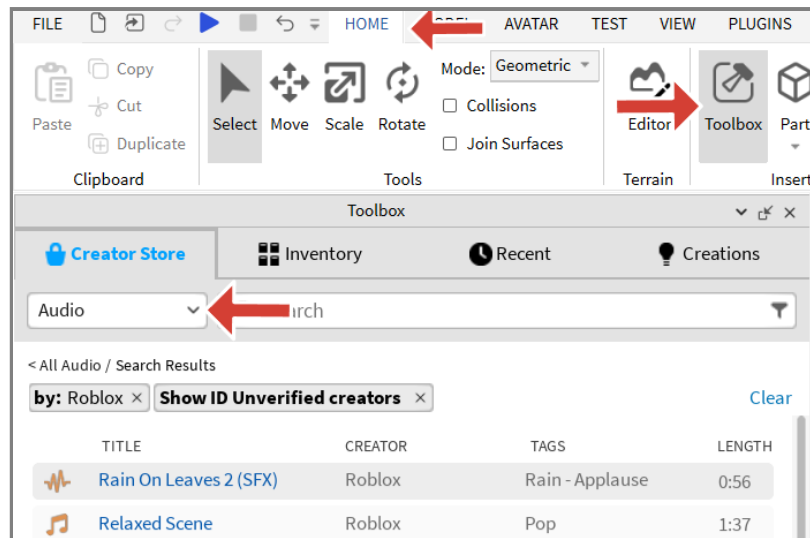 FILE HOME AVATAR TEST VIEW PLUGINS
Copy
Cut
Duplicate
Paste
Clipboard
Select Move Scale Rotate
Mode: Geometric
Collisions
Join Surfaces
Tools
Editor
Terrain
Toolbox
Part
Insert
Toolbox
Creator Store Inventory Recent Creations
Audio
< All Audio / Search Results
by: Roblox × Show ID Unverified creators ×
Clear
TITLE CREATOR TAGS LENGTH
Rain On Leaves 2 (SFX) Roblox Rain - Applause 0:56
Relaxed Scene Roblox Pop 1:37